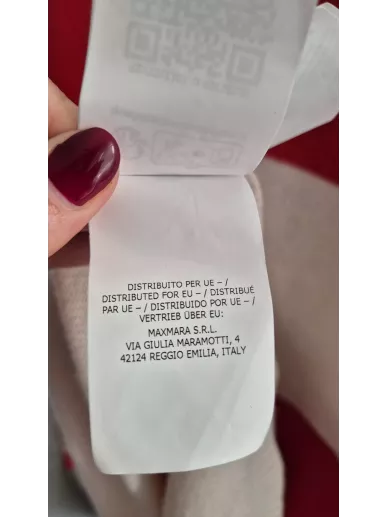 DISTRIBUITO PER UE – /
DISTRIBUTED FOR EU – / DISTRIBUÉ
PAR UE – / DISTRIBUIDO POR UE – /
VERTRIEB ÜBER EU:
MAXMARA S.R.L.
VIA GIULIA MARAMOTTI, 4
42124 REGGIO EMILIA, ITALY